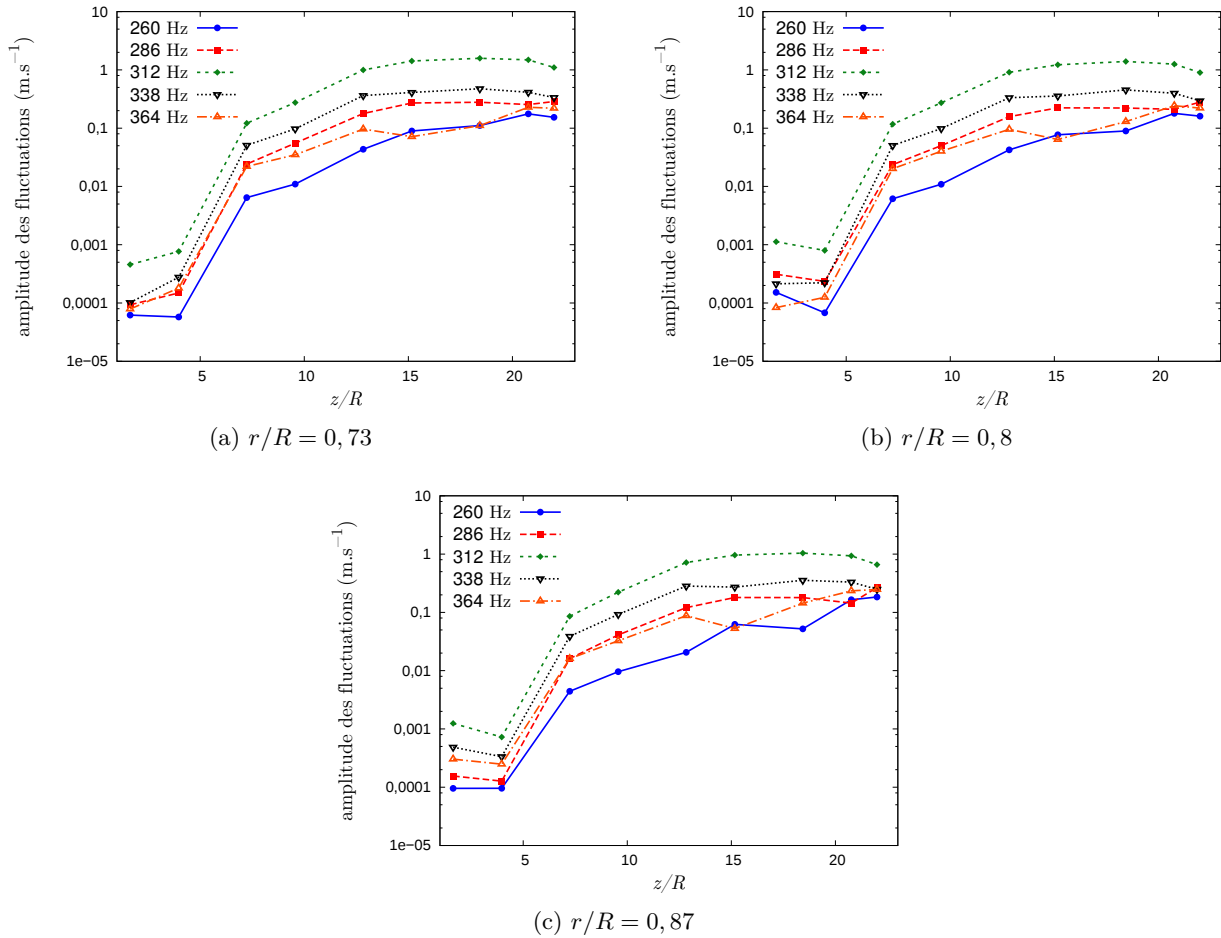 10
1
0,1
0,01
0,001
0,0001
1e-05
5
10
15
20
amplitude des fluctuations (m.s⁻¹)
z/R
260 Hz
286 Hz
312 Hz
338 Hz
364 Hz
(a) r/R = 0, 73
10
1
0,1
0,01
0,001
0,0001
1e-05
5
10
15
20
amplitude des fluctuations (m.s⁻¹)
z/R
260 Hz
286 Hz
312 Hz
338 Hz
364 Hz
(b) r/R = 0, 8
10
1
0,1
0,01
0,001
0,0001
1e-05
5
10
15
20
amplitude des fluctuations (m.s⁻¹)
z/R
260 Hz
286 Hz
312 Hz
338 Hz
364 Hz
(c) r/R = 0, 87